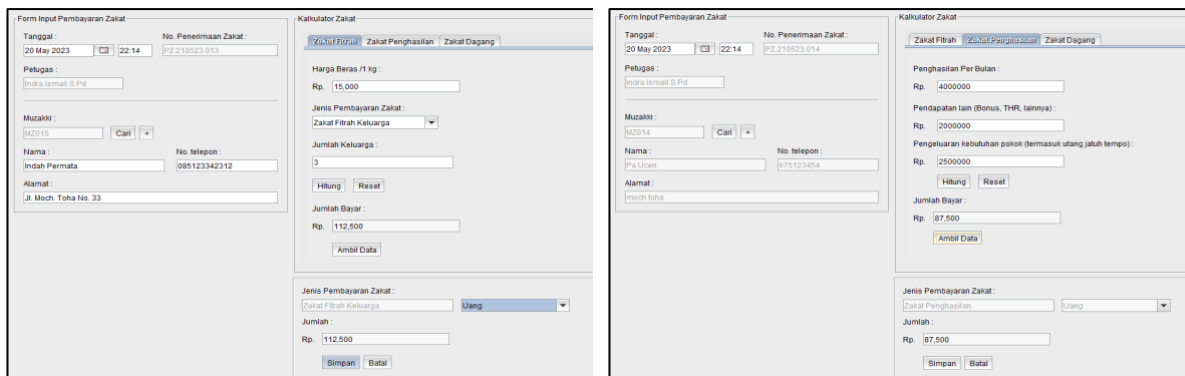 Form Input Pembayaran Zakat
Tanggal :
No. Penerimaan Zakat :
20 May 2023
22:14
PZ.210523.013
Petugas :
Indra Ismail S.Pd
Muzakki :
MZ015
Cari
+
Nama :
No. telepon :
Indah Permata
085123342312
Alamat :
Jl. Moch. Toha No. 33
Kalkulator Zakat
Zakat Fitrah
Zakat Penghasilan
Zakat Dagang
Harga Beras /1 kg :
Rp. 15,000
Jenis Pembayaran Zakat :
Zakat Fitrah Keluarga
Jumlah Keluarga :
3
Hitung
Reset
Jumlah Bayar :
Rp. 112,500
Ambil Data
Jenis Pembayaran Zakat :
Zakat Fitrah Keluarga
Uang
Jumlah :
Rp. 112,500
Simpan
Batal
Form Input Pembayaran Zakat
Tanggal :
No. Penerimaan Zakat :
20 May 2023
22:14
PZ.210523.014
Petugas :
Indra Ismail S.Pd
Muzakki :
MZ014
Cari
+
Nama :
No. telepon :
Pa Ucen
675123454
Alamat :
moch toha
Kalkulator Zakat
Zakat Fitrah
Zakat Penghasilan
Zakat Dagang
Penghasilan Per Bulan :
Rp. 4000000
Pendapatan lain (Bonus, THR, lainnya) :
Rp. 2000000
Pengeluaran kebutuhan pokok (termasuk utang jatuh tempo) :
Rp. 2500000
Hitung
Reset
Jumlah Bayar :
Rp. 87,500
Ambil Data
Jenis Pembayaran Zakat :
Zakat Penghasilan
Uang
Jumlah :
Rp. 87,500
Simpan
Batal